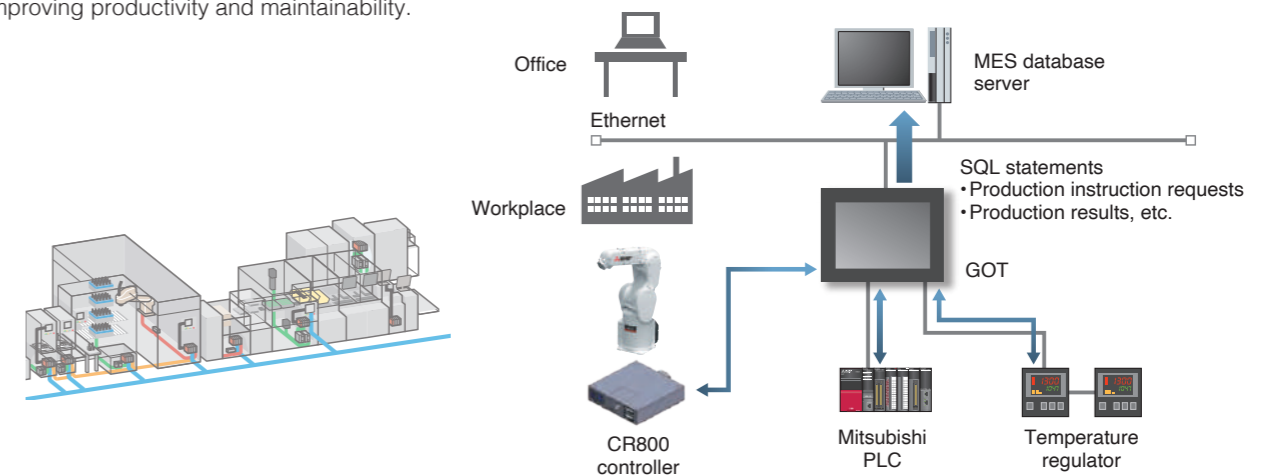 mproving productivity and maintainability.
Office
MES database
server
Ethernet
SQL statements
・Production instruction requests
・Production results, etc.
Workplace
GOT
CR800
controller
Mitsubishi
PLC
Temperature
regulator